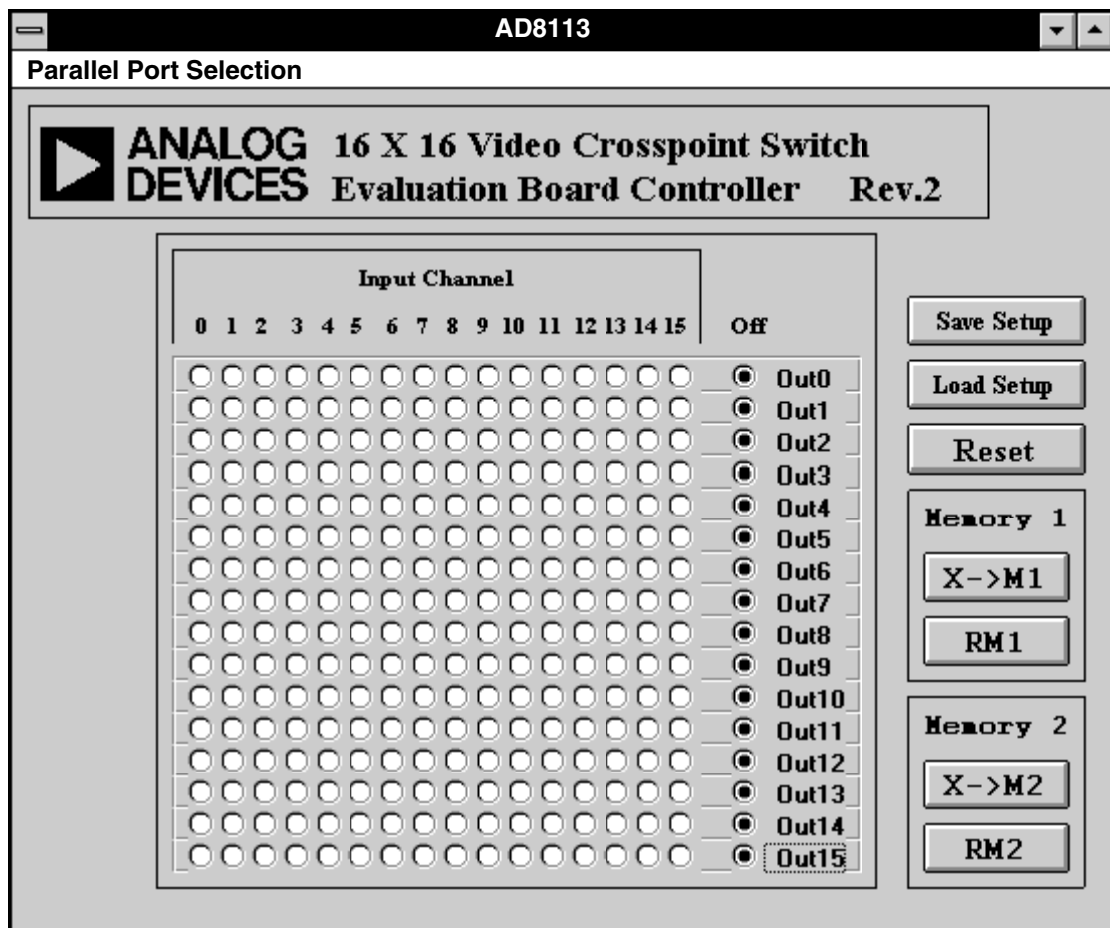 AD8113
Parallel Port Selection
ANALOG
DEVICES
16 X 16 Video Crosspoint Switch
Evaluation Board Controller Rev.2
Input Channel
0 1 2 3 4 5 6 7 8 9 10 11 12 13 14 15 Off
Out0
Out1
Out2
Out3
Out4
Out5
Out6
Out7
Out8
Out9
Out10
Out11
Out12
Out13
Out14
Out15
Save Setup
Load Setup
Reset
Memory 1
X->M1
RM1
Memory 2
X->M2
RM2